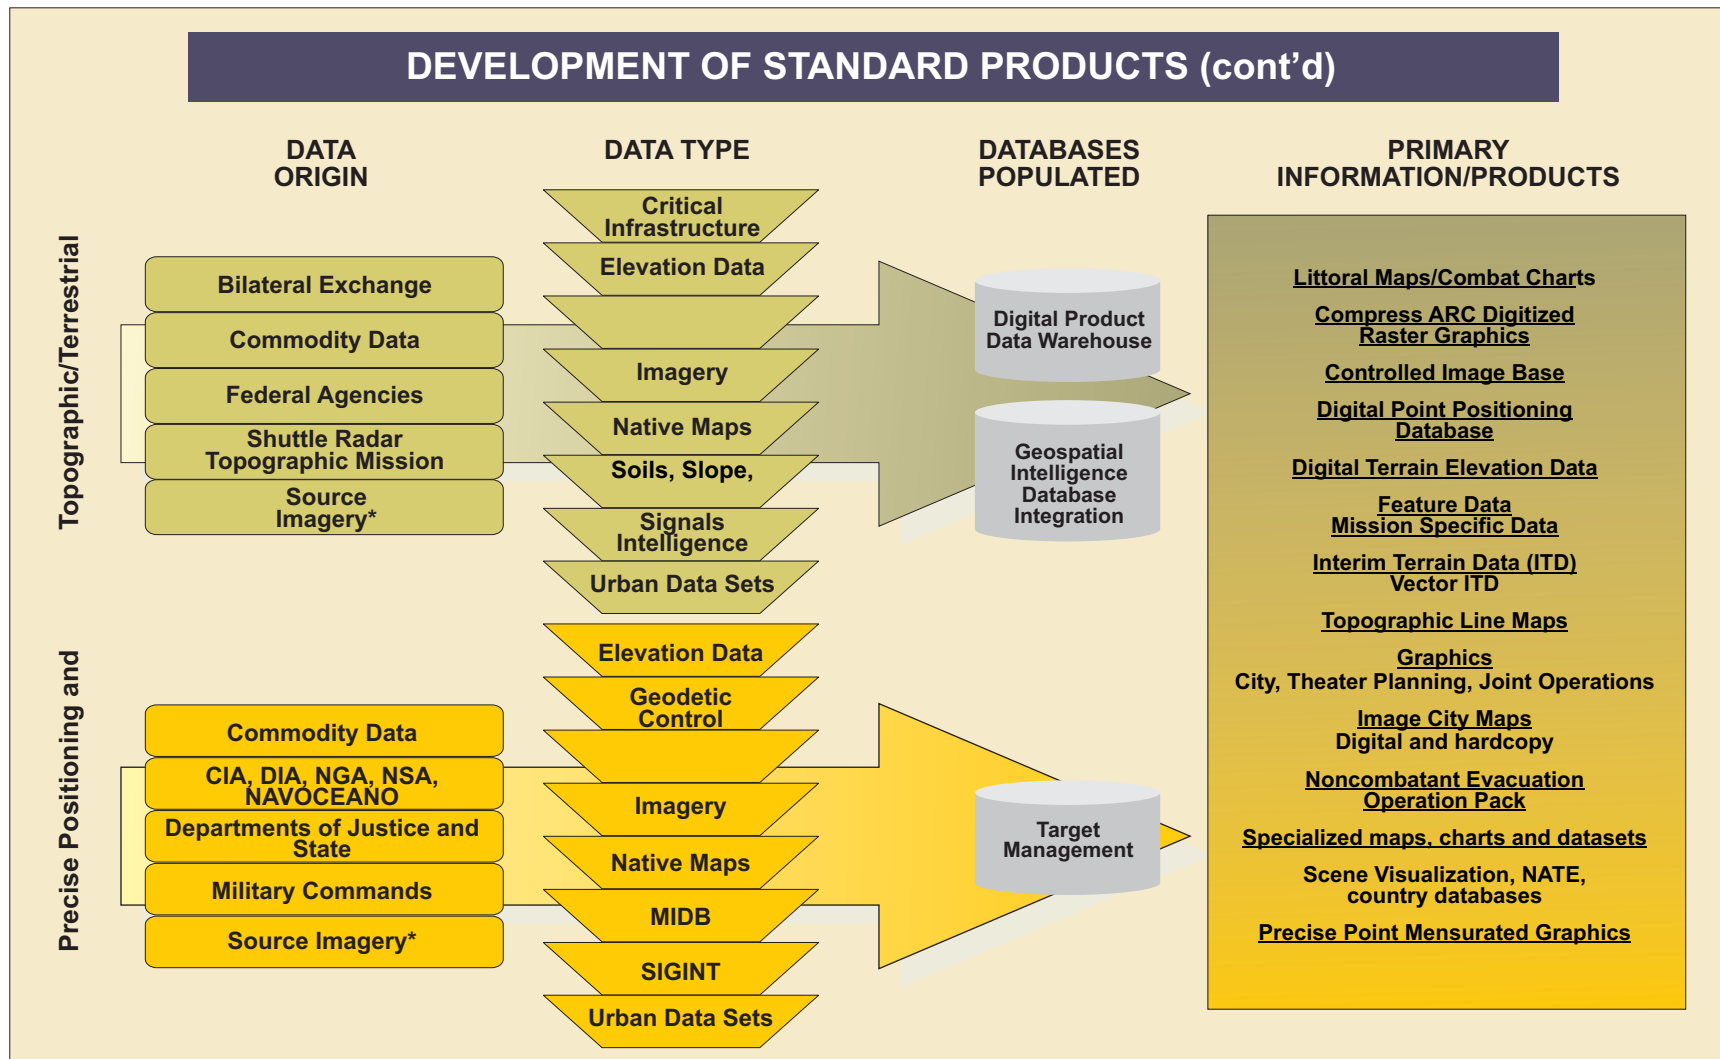 DEVELOPMENT OF STANDARD PRODUCTS (cont’d)
DATA
ORIGIN
DATA TYPE
DATABASES
POPULATED
PRIMARY
INFORMATION/PRODUCTS
Topographic/Terrestrial
Bilateral Exchange
Commodity Data
Federal Agencies
Shuttle Radar
Topographic Mission
Source
Imagery*
Critical
Infrastructure
Elevation Data
Imagery
Native Maps
Soils, Slope,
Signals
Intelligence
Urban Data Sets
Digital Product
Data Warehouse
Geospatial
Intelligence
Database
Integration
Precise Positioning and
Commodity Data
CIA, DIA, NGA, NSA,
NAVOCEANO
Departments of Justice and
State
Military Commands
Source Imagery*
Elevation Data
Geodetic
Control
Imagery
Native Maps
MIDB
SIGINT
Urban Data Sets
Target
Management
Littoral Maps/Combat Charts
Compress ARC Digitized
Raster Graphics
Controlled Image Base
Digital Point Positioning
Database
Digital Terrain Elevation Data
Feature Data
Mission Specific Data
Interim Terrain Data (ITD)
Vector ITD
Topographic Line Maps
Graphics
City, Theater Planning, Joint Operations
Image City Maps
Digital and hardcopy
Noncombatant Evacuation
Operation Pack
Specialized maps, charts and datasets
Scene Visualization, NATE,
country databases
Precise Point Mensurated Graphics